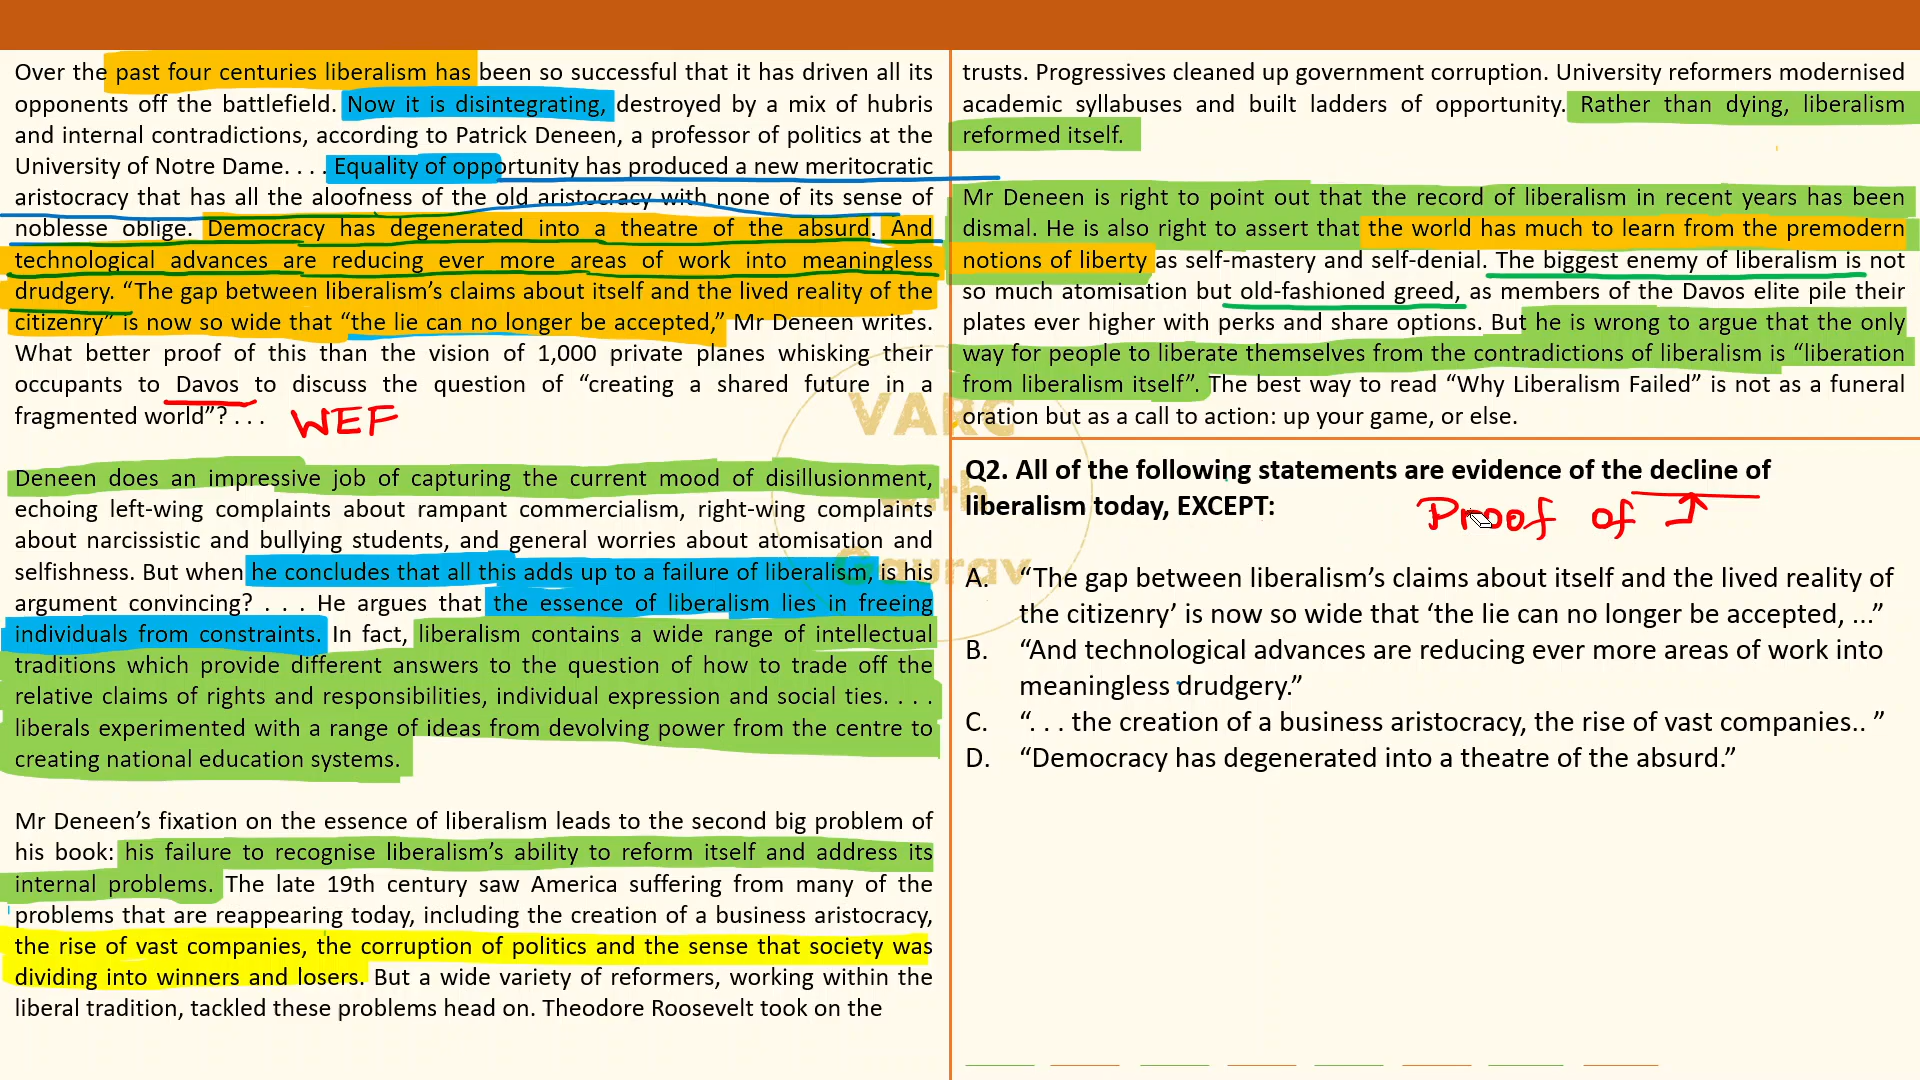 Over the past four centuries liberalism has been so successful that it has driven all its
opponents off the battlefield. Now it is disintegrating, destroyed by a mix of hubris
and internal contradictions, according to Patrick Deneen, a professor of politics at the
University of Notre Dame. . . . Equality of opportunity has produced a new meritocratic
aristocracy that has all the aloofness of the old aristocracy with none of its sense of
noblesse oblige. Democracy has degenerated into a theatre of the absurd. And
technological advances are reducing ever more areas of work into meaningless
drudgery. “The gap between liberalism’s claims about itself and the lived reality of the
citizenry” is now so wide that “the lie can no longer be accepted,” Mr Deneen writes.
What better proof of this than the vision of 1,000 private planes whisking their
occupants to Davos to discuss the question of “creating a shared future in a
fragmented world”? . . .
WEF
Deneen does an impressive job of capturing the current mood of disillusionment,
echoing left-wing complaints about rampant commercialism, right-wing complaints
about narcissistic and bullying students, and general worries about atomisation and
selfishness. But when he concludes that all this adds up to a failure of liberalism, is his
argument convincing? . . . He argues that the essence of liberalism lies in freeing
individuals from constraints. In fact, liberalism contains a wide range of intellectual
traditions which provide different answers to the question of how to trade off the
relative claims of rights and responsibilities, individual expression and social ties. . . .
liberals experimented with a range of ideas from devolving power from the centre to
creating national education systems.
Mr Deneen’s fixation on the essence of liberalism leads to the second big problem of
his book: his failure to recognise liberalism’s ability to reform itself and address its
internal problems. The late 19th century saw America suffering from many of the
problems that are reappearing today, including the creation of a business aristocracy,
the rise of vast companies, the corruption of politics and the sense that society was
dividing into winners and losers. But a wide variety of reformers, working within the
liberal tradition, tackled these problems head on. Theodore Roosevelt took on the
trusts. Progressives cleaned up government corruption. University reformers modernised
academic syllabuses and built ladders of opportunity. Rather than dying, liberalism
reformed itself.
Mr Deneen is right to point out that the record of liberalism in recent years has been
dismal. He is also right to assert that the world has much to learn from the premodern
notions of liberty as self-mastery and self-denial. The biggest enemy of liberalism is not
so much atomisation but old-fashioned greed, as members of the Davos elite pile their
plates ever higher with perks and share options. But he is wrong to argue that the only
way for people to liberate themselves from the contradictions of liberalism is “liberation
from liberalism itself”. The best way to read “Why Liberalism Failed” is not as a funeral
oration but as a call to action: up your game, or else.
VARC
with
Gaurav
Q2. All of the following statements are evidence of the decline of
liberalism today, EXCEPT:
Proof of
A. “The gap between liberalism’s claims about itself and the lived reality of
the citizenry’ is now so wide that ‘the lie can no longer be accepted, ...”
B. “And technological advances are reducing ever more areas of work into
meaningless drudgery.”
C. “. . . the creation of a business aristocracy, the rise of vast companies.. ”
D. “Democracy has degenerated into a theatre of the absurd.”